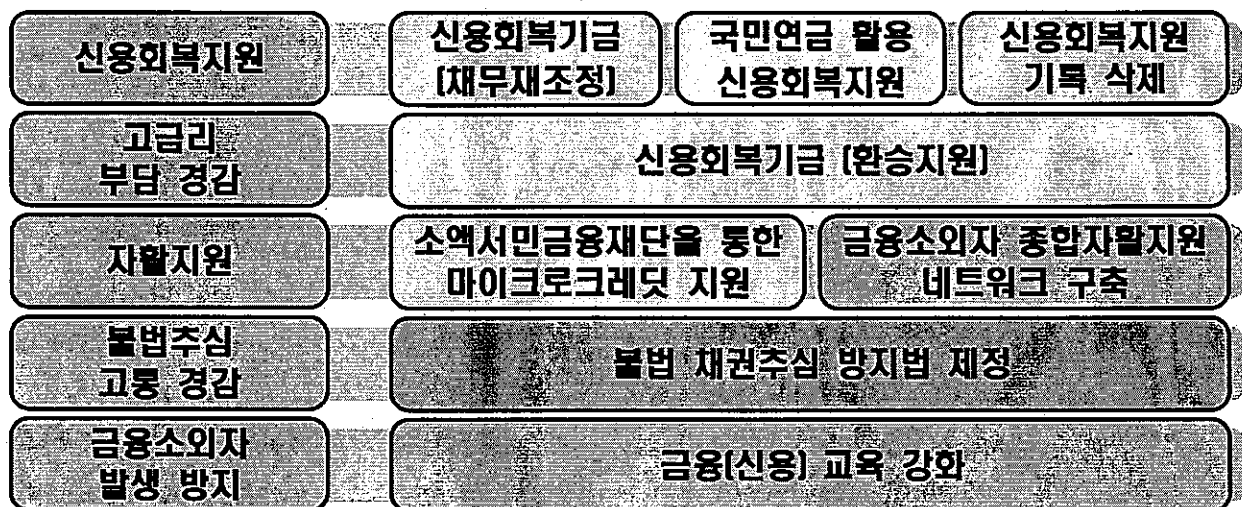 신용회복지원
신용회복기금
(채무재조정)
국민연금 활용
신용회복지원
신용회복지원
기록 삭제
고금리
부담 경감
신용회복기금 (환승지원)
자활지원
소액서민금융재단을 통한
마이크로크레딧 지원
금융소외자 종합자활지원
네트워크 구축
불법추심
고통 경감
불법 채권추심 방지법 제정
금융소외자
발생 방지
금융(신용) 교육 강화